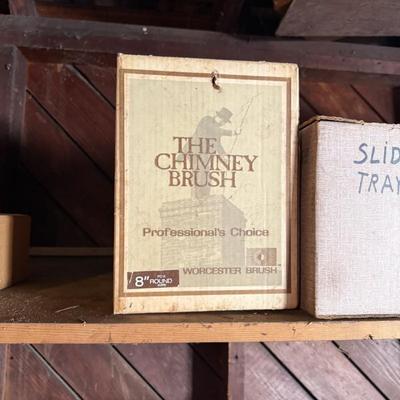 THE
CHIMNEY
BRUSH
Professional's Choice
WORCESTER BRUSH
8" ROUND
SLID
TRAY